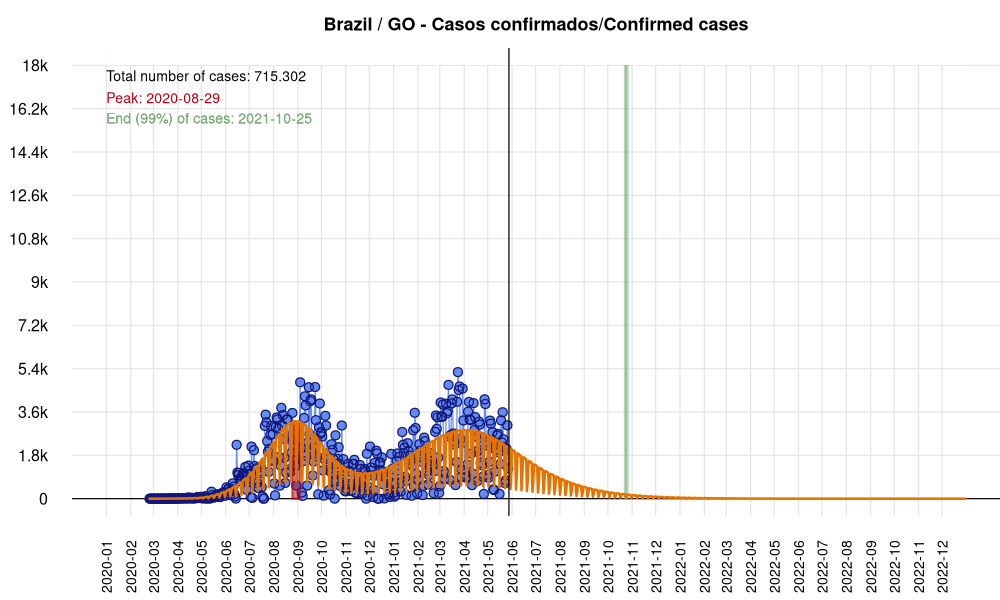 Brazil / GO - Casos confirmados/Confirmed cases
Total number of cases: 715.302
Peak: 2020-08-29
End (99%) of cases: 2021-10-25
18k
16.2k
14.4k
12.6k
10.8k
9k
7.2k
5.4k
3.6k
1.8k
0
2020-01
2020-02
2020-03
2020-04
2020-05
2020-06
2020-07
2020-08
2020-09
2020-10
2020-11
2020-12
2021-01
2021-02
2021-03
2021-04
2021-05
2021-06
2021-07
2021-08
2021-09
2021-10
2021-11
2021-12
2022-01
2022-02
2022-03
2022-04
2022-05
2022-06
2022-07
2022-08
2022-09
2022-10
2022-11
2022-12